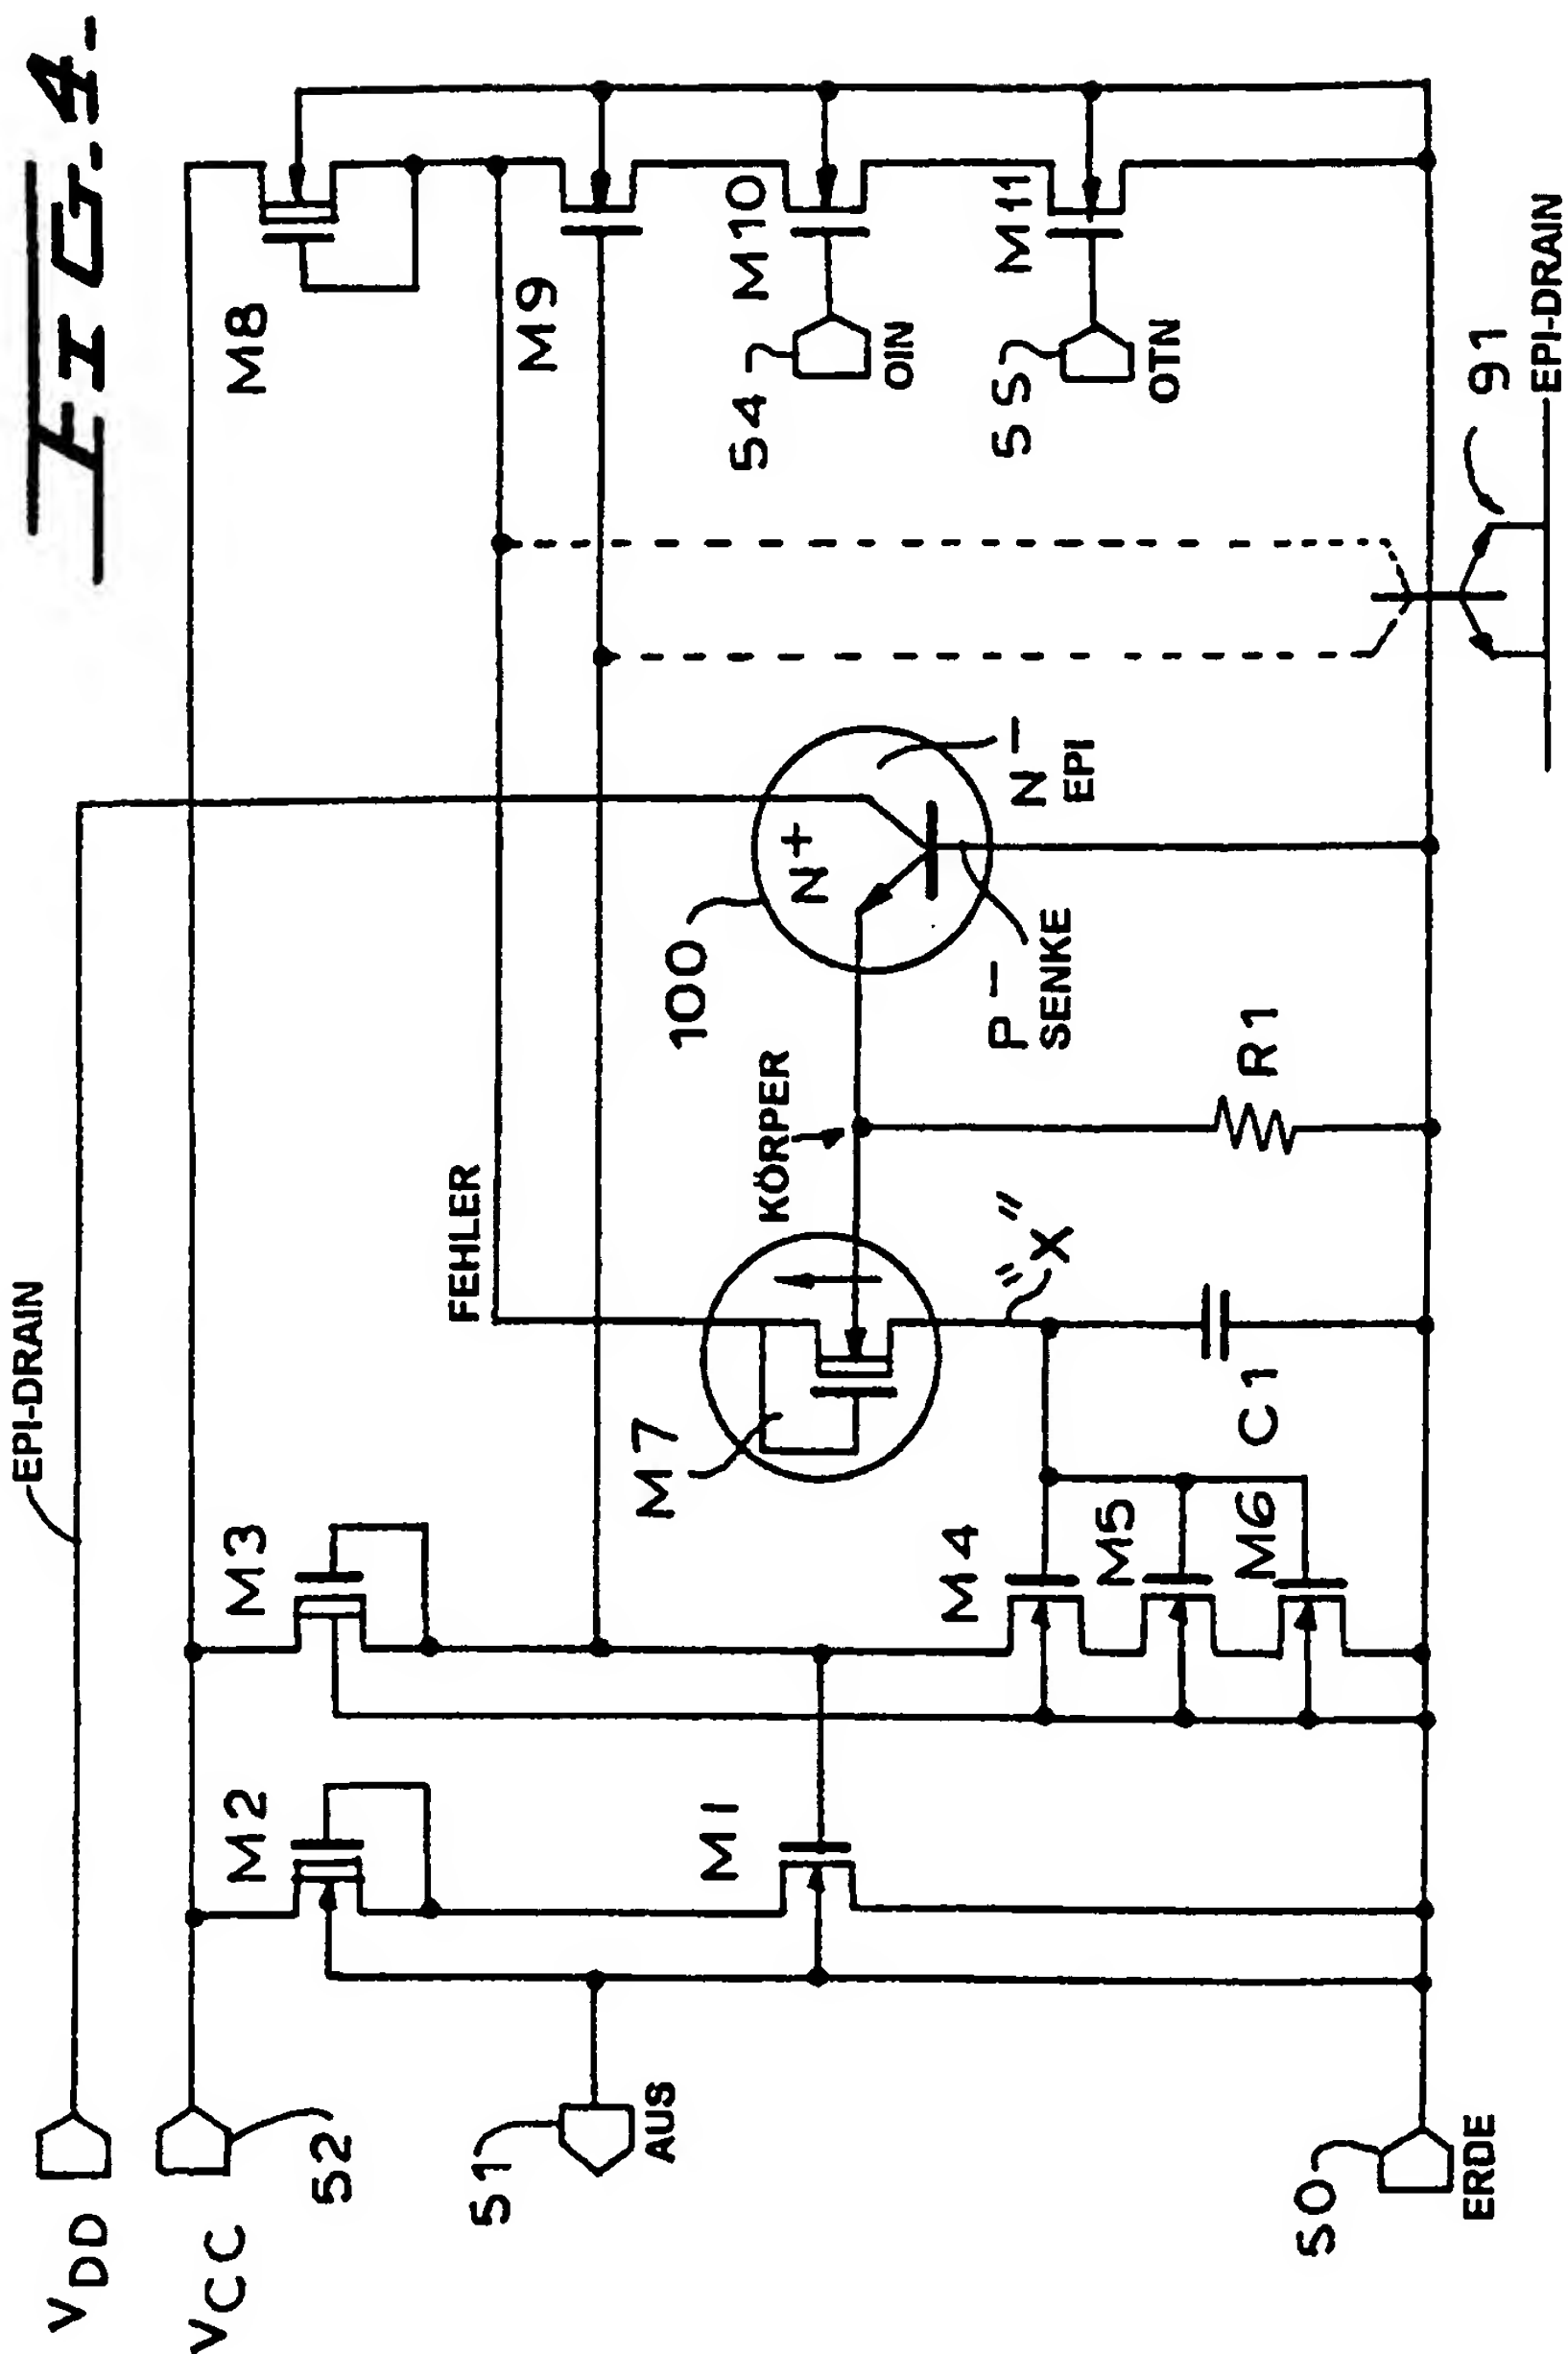 FIG. 4.
EPI-DRAIN
VDD
VCC
52
51
AUS
50
ERDE
M2
M1
M3
M4
M5
M6
FEHLER
M7
"X"
C1
KÖRPER
R1
100
N+
P-
SENKE
N-
EPI
M8
M9
M10
54
OIN
M11
55
OTN
91
EPI-DRAIN